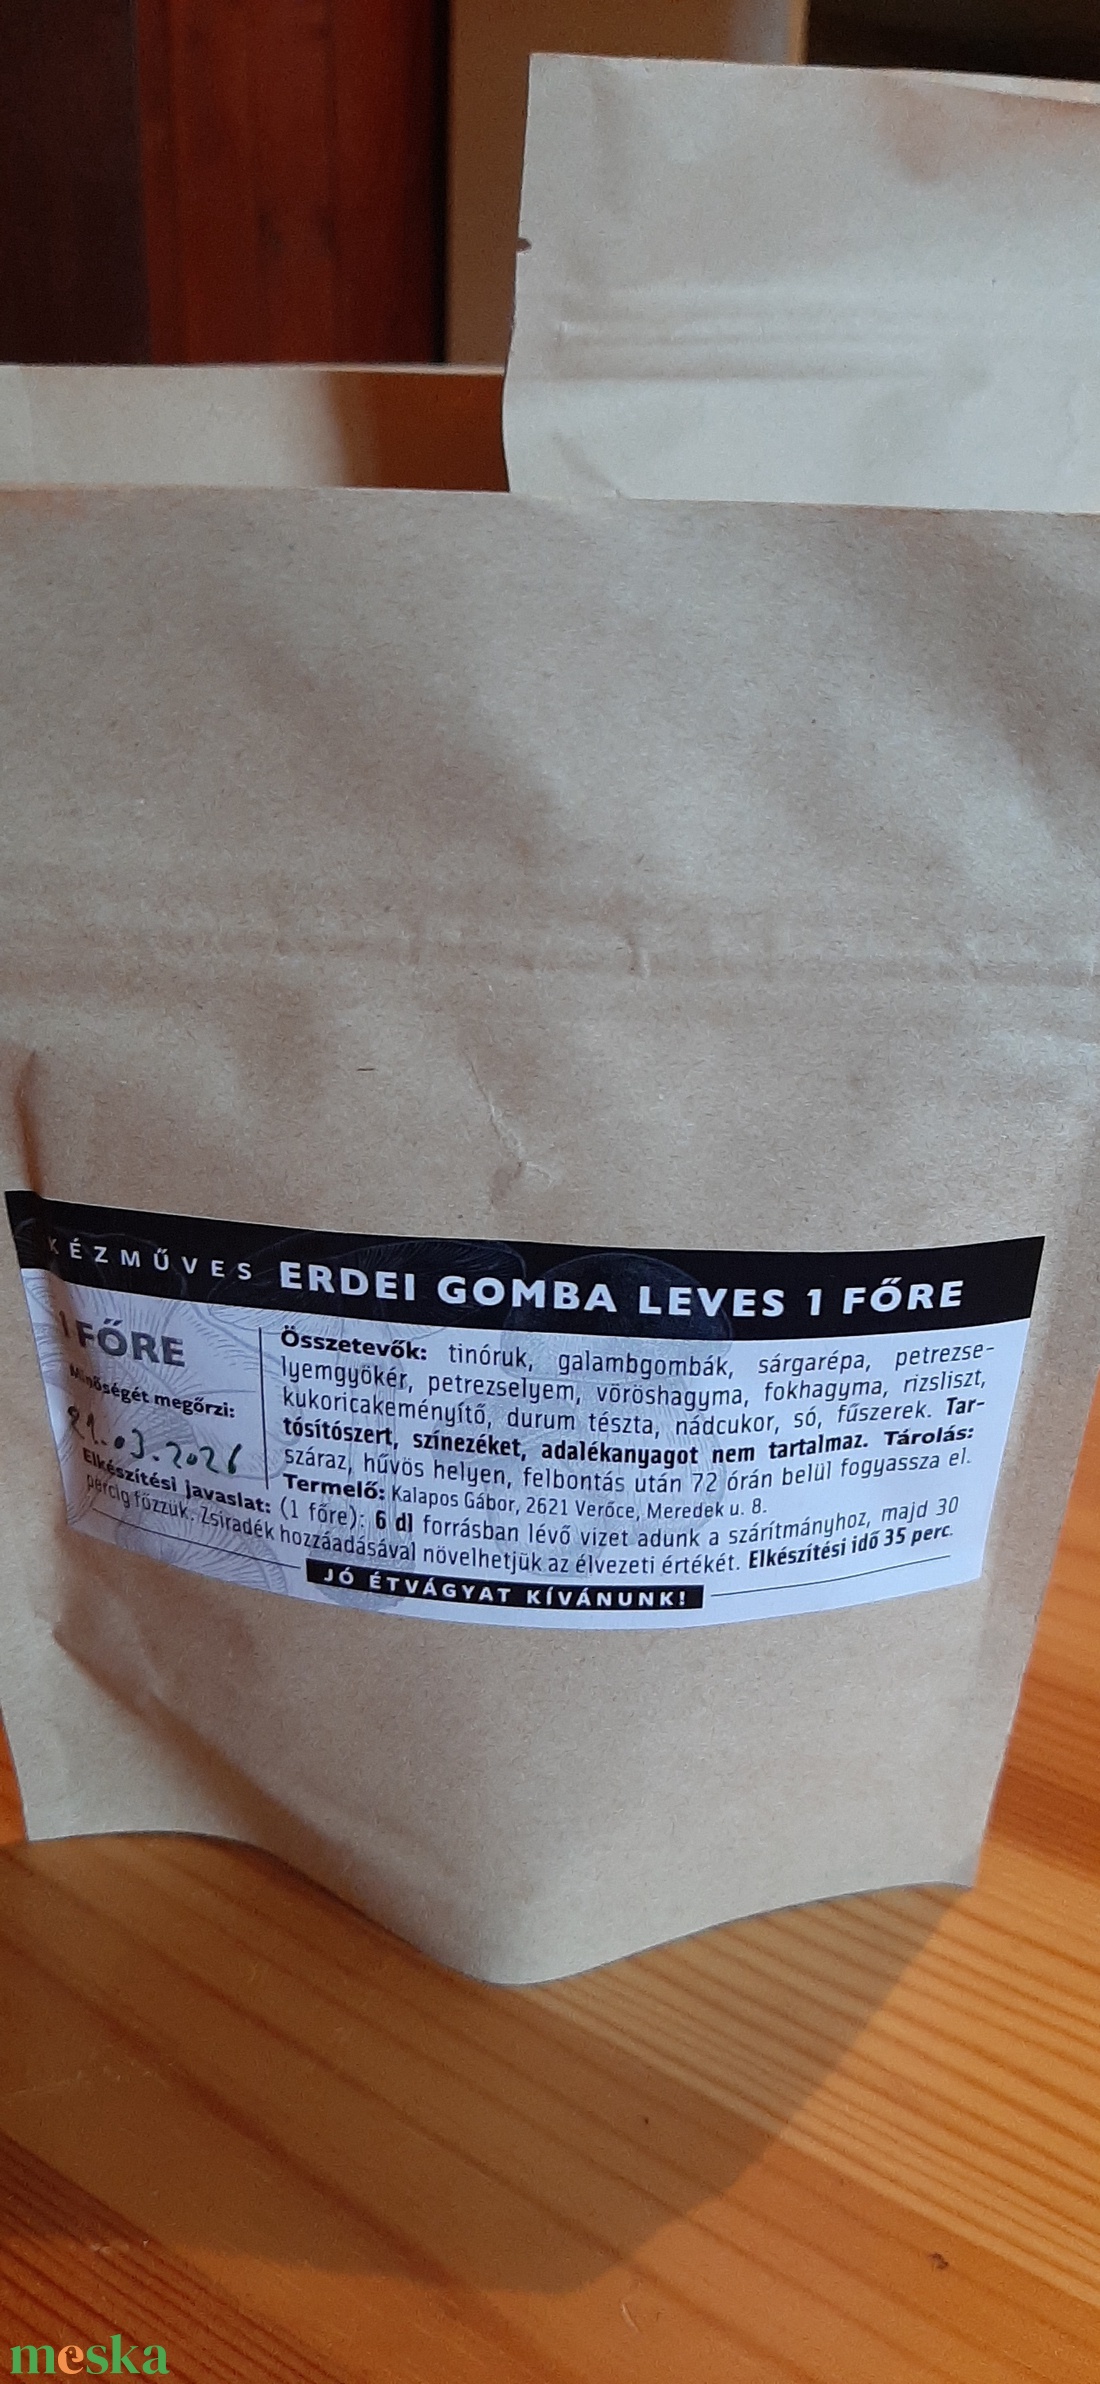 KÉZMŰVES ERDEI GOMBA LEVES 1 FŐRE
1 FŐRE
Minőségét megőrzi:
21.03.2026
Összetevők: tinóruk, galambgombák, sárgarépa, petrezse-
lyemgyökér, petrezselyem, vöröshagyma, fokhagyma, rizsliszt,
kukoricakeményítő, durum tészta, nádcukor, só, fűszerek. Tar-
tósítószert, színezéket, adalékanyagot nem tartalmaz. Tárolás:
száraz, hűvös helyen, felbontás után 72 órán belül fogyassza el.
Termelő: Kalapos Gábor, 2621 Verőce, Meredek u. 8.
Elkészítési javaslat: (1 főre): 6 dl forrásban lévő vizet adunk a szárítmányhoz, majd 30
percig főzzük. Zsiradék hozzáadásával növelhetjük az élvezeti értékét. Elkészítési idő 35 perc.
JÓ ÉTVÁGYAT KÍVÁNUNK!
meska